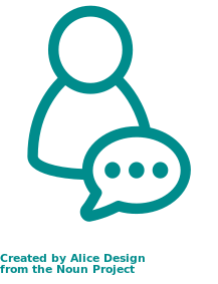 Created by Alice Design
from the Noun Project